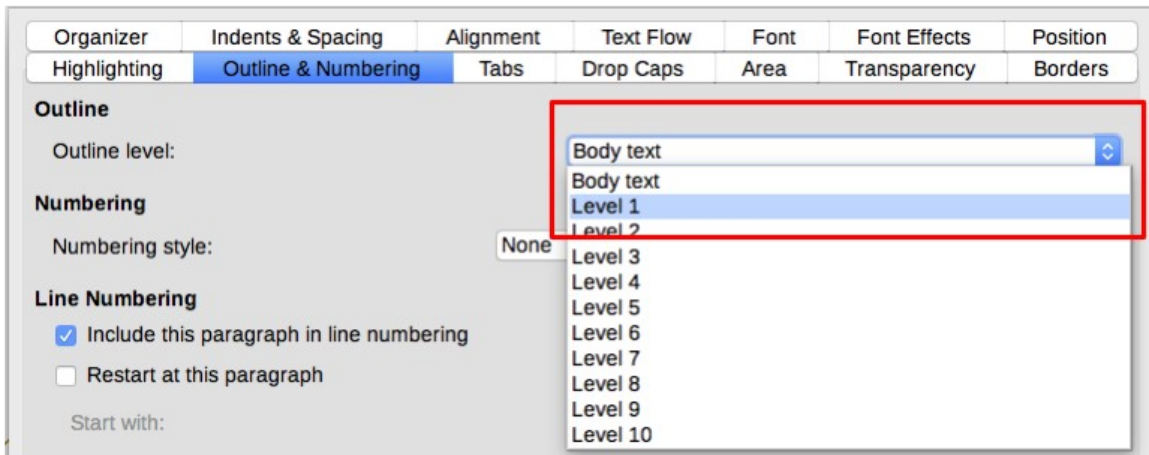 Organizer Indents & Spacing Alignment Text Flow Font Font Effects Position
Highlighting Outline & Numbering Tabs Drop Caps Area Transparency Borders
Outline
Outline level: Body text
Body text
Numbering Level 1
Level 2
Numbering style: None Level 3
Level 4
Line Numbering Level 5
Include this paragraph in line numbering Level 6
Level 7
Restart at this paragraph Level 8
Level 9
Start with: Level 10